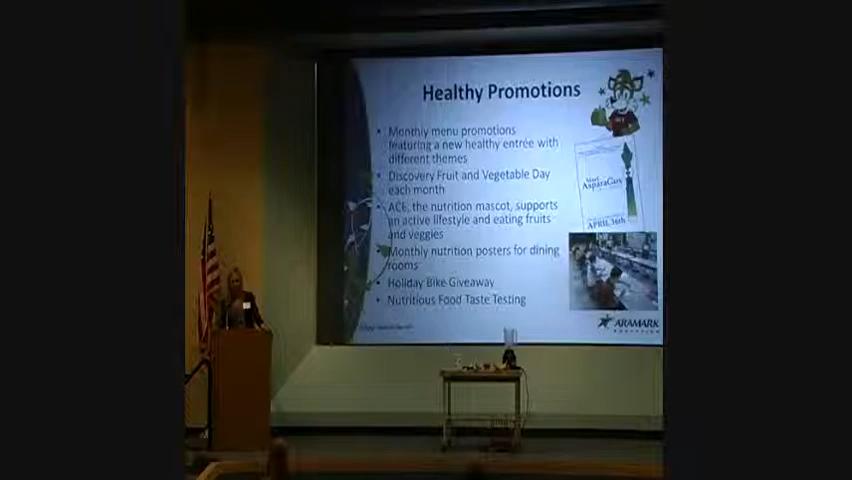 Healthy Promotions
• Monthly menu promotions
featuring a new healthy entrée with
different themes
• Discovery Fruit and Vegetable Day
each month
• ACE, the nutrition mascot, supports
an active lifestyle and eating fruits
and veggies
• Monthly nutrition posters for dining
rooms
• Holiday Bike Giveaway
• Nutritious Food Taste Testing
AsparaGus
APRIL 16th
ARAMARK